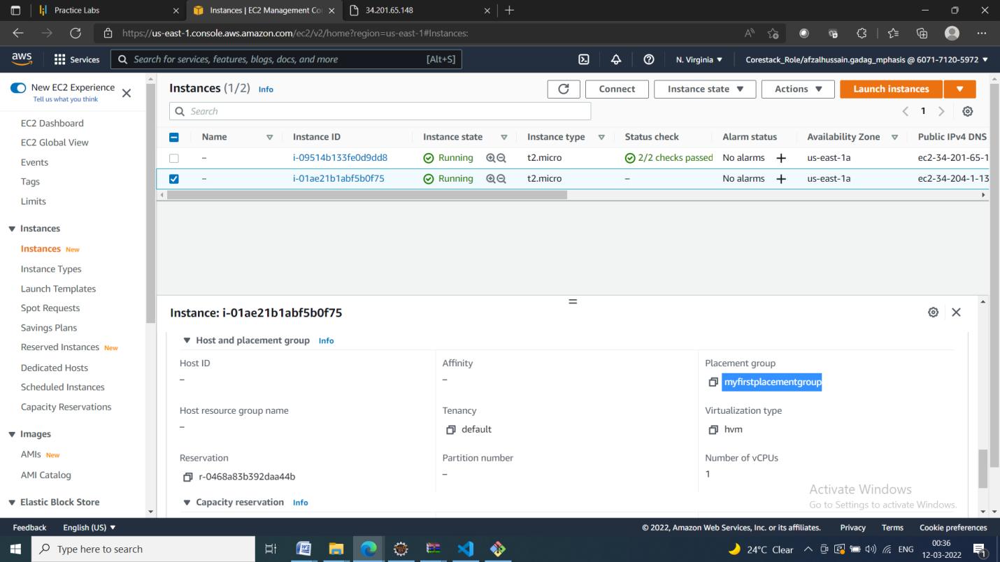 Practice Labs
Instances | EC2 Management Co
34.201.65.148
https://us-east-1.console.aws.amazon.com/ec2/v2/home?region=us-east-1#Instances:
aws
Services
Search for services, features, blogs, docs, and more
[Alt+S]
N. Virginia
Corestack_Role/afzalhussain.gadag_mphasis @ 6071-7120-5972
New EC2 Experience
Tell us what you think
EC2 Dashboard
EC2 Global View
Events
Tags
Limits
Instances
Instances New
Instance Types
Launch Templates
Spot Requests
Savings Plans
Reserved Instances New
Dedicated Hosts
Scheduled Instances
Capacity Reservations
Images
AMIs New
AMI Catalog
Elastic Block Store
Instances (1/2) Info
Connect
Instance state
Actions
Launch instances
Search
1
Name Instance ID Instance state Instance type Status check Alarm status Availability Zone Public IPv4 DNS
– i-09514b133fe0d9dd8 Running t2.micro 2/2 checks passed No alarms + us-east-1a ec2-34-201-65-1
– i-01ae21b1abf5b0f75 Running t2.micro – No alarms + us-east-1a ec2-34-204-1-13
Instance: i-01ae21b1abf5b0f75
Host and placement group Info
Host ID
–
Affinity
–
Placement group
myfirstplacementgroup
Host resource group name
–
Tenancy
default
Virtualization type
hvm
Reservation
r-0468a83b392daa44b
Partition number
–
Number of vCPUs
1
Capacity reservation Info
Activate Windows
Go to Settings to activate Windows.
Feedback
English (US)
© 2022, Amazon Web Services, Inc. or its affiliates.
Privacy
Terms
Cookie preferences
Type here to search
24°C Clear
ENG
00:36
12-03-2022
1